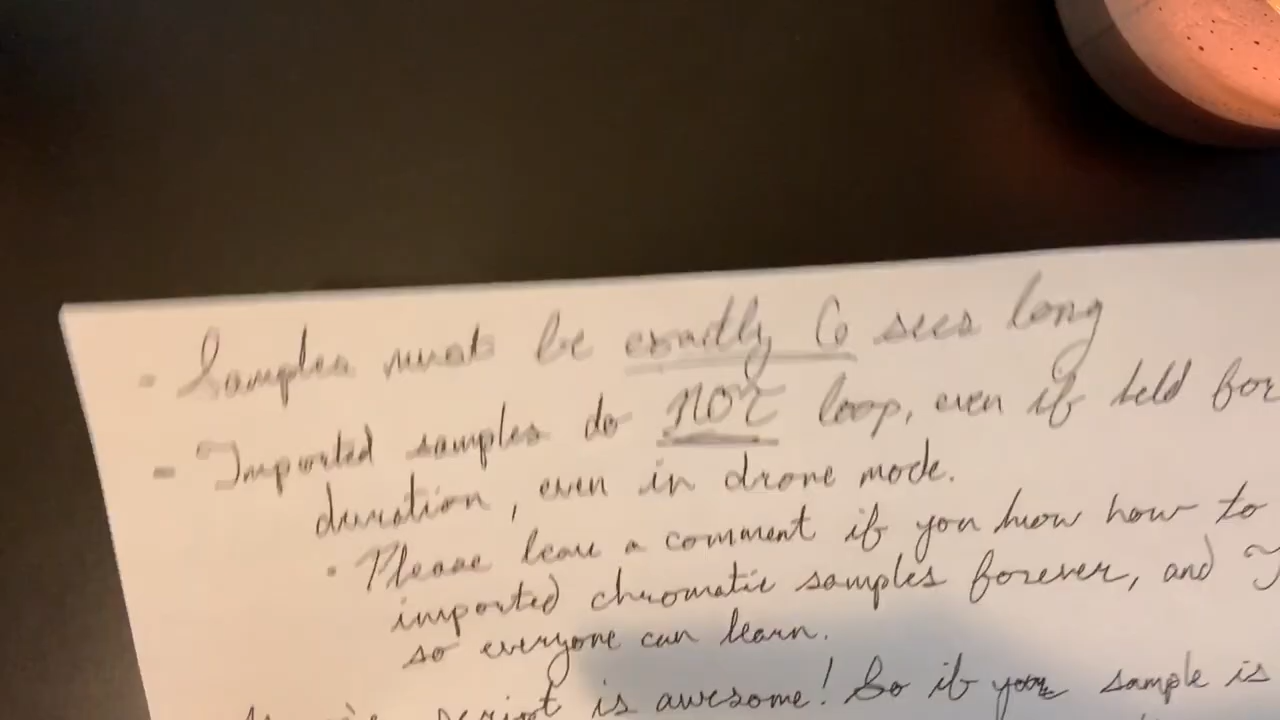 - Samples must be exactly 6 secs long
- Imported samples do NOT loop, even if held for
duration, even in drone mode.
• Please leave a comment if you know how to
imported chromatic samples forever, and I
so everyone can learn.
script is awesome! So if your sample is